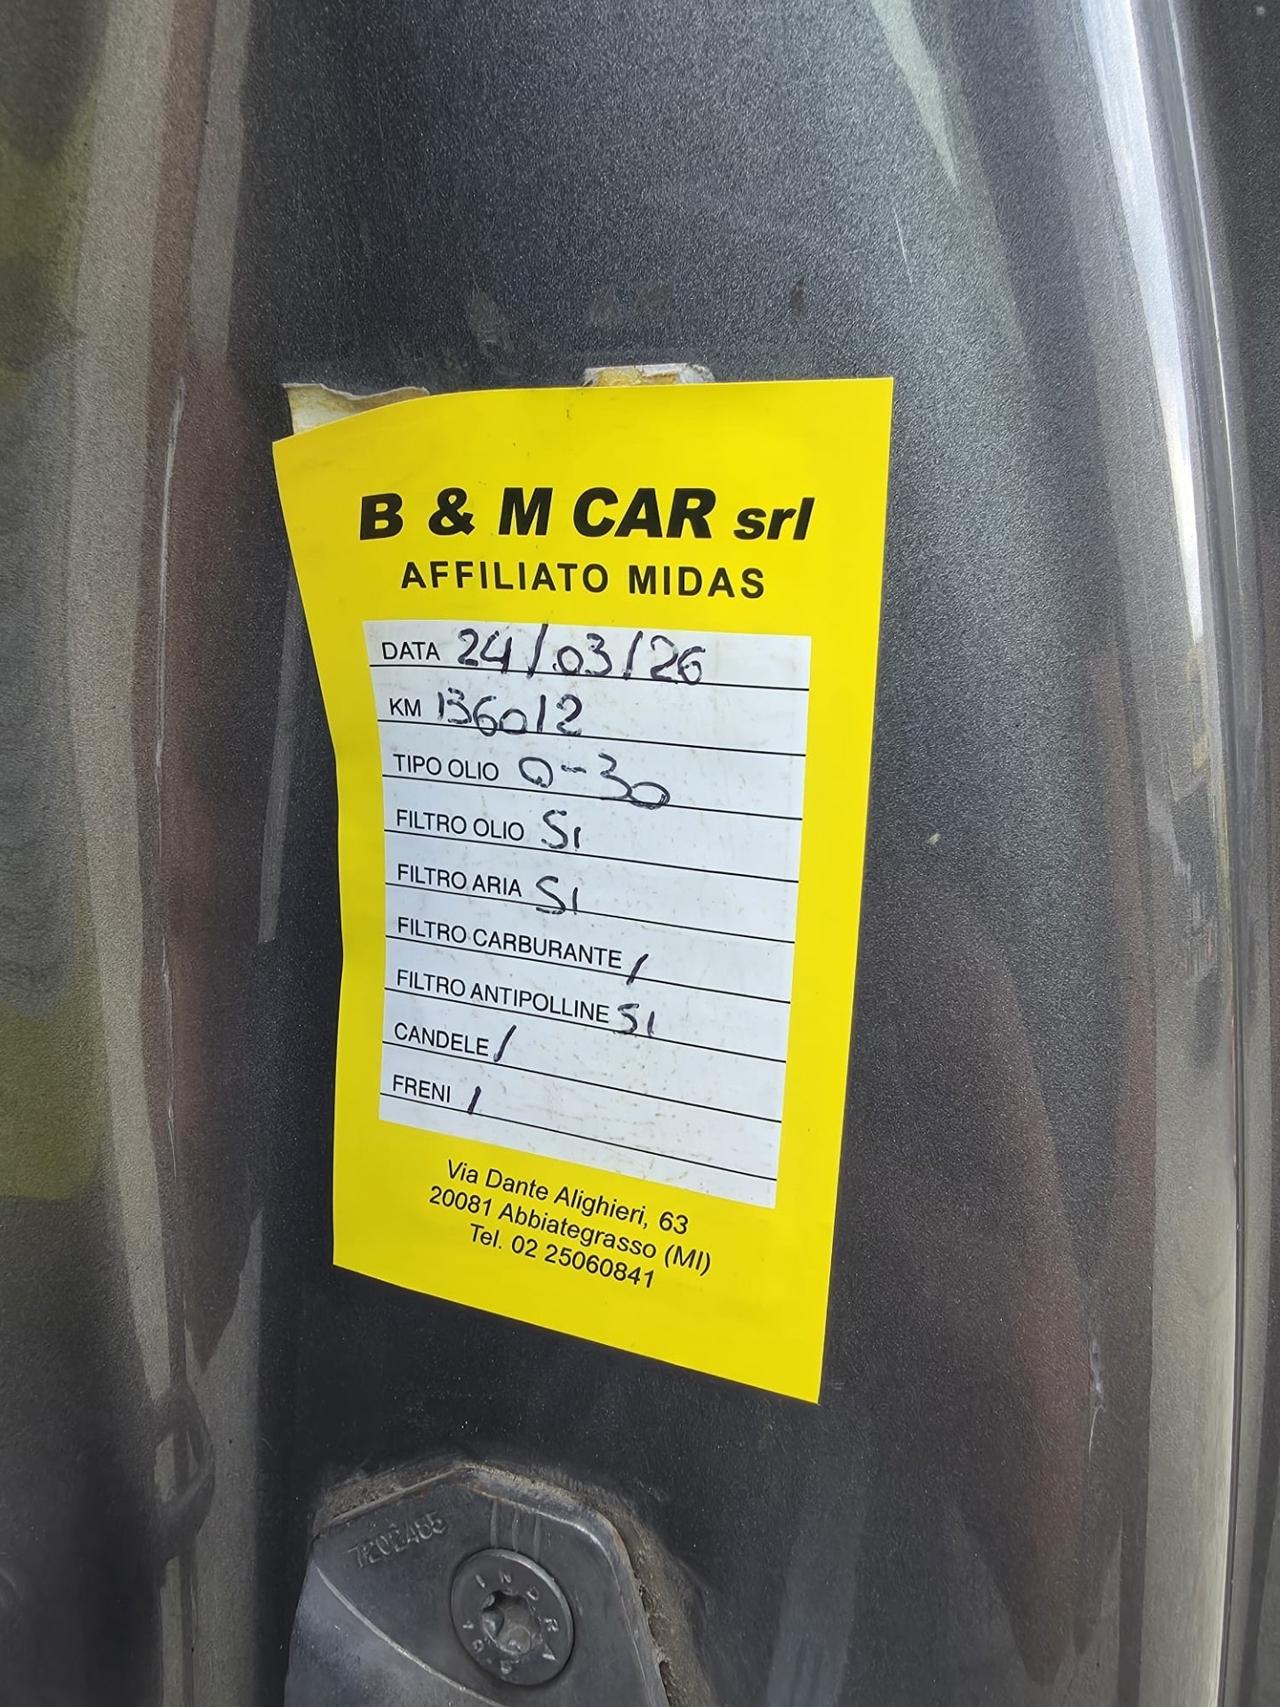 B & M CAR srl
AFFILIATO MIDAS
DATA 24/03/26
KM 136012
TIPO OLIO 0-30
FILTRO OLIO SI
FILTRO ARIA SI
FILTRO CARBURANTE /
FILTRO ANTIPOLLINE SI
CANDELE /
FRENI /
Via Dante Alighieri, 63
20081 Abbiategrasso (MI)
Tel. 02 25060841